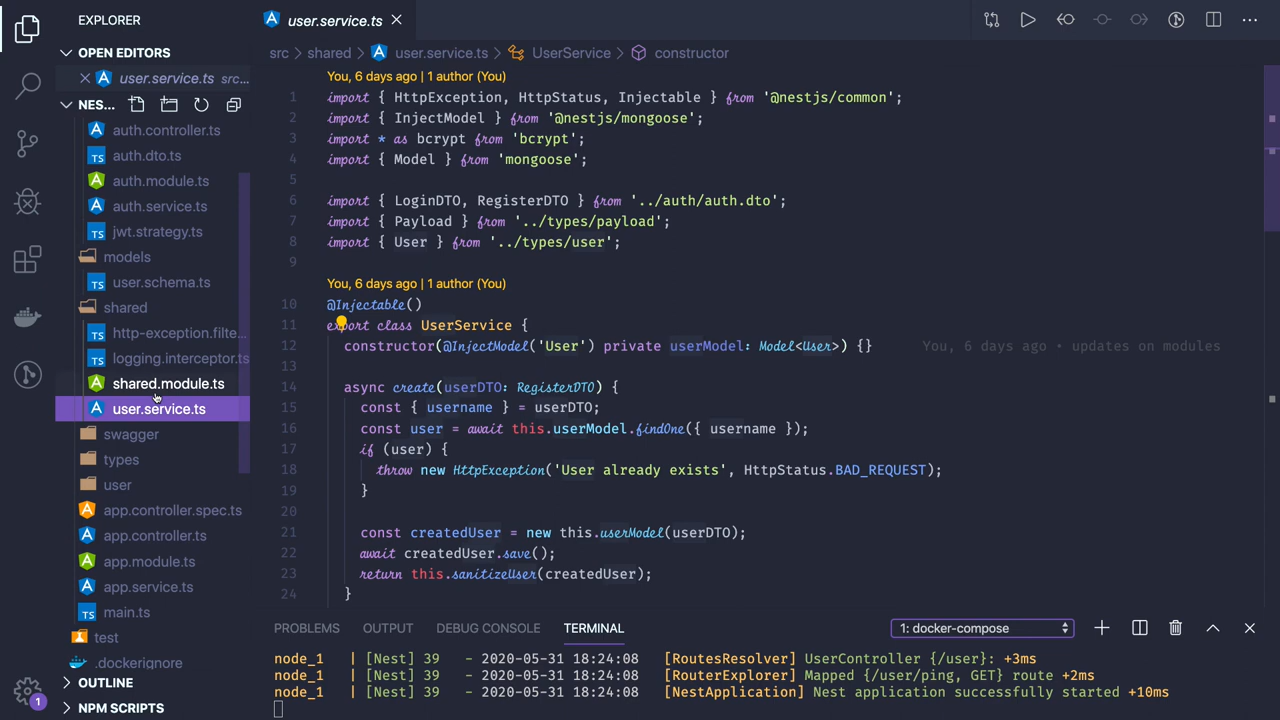 EXPLORER
OPEN EDITORS
user.service.ts src...
NES...
auth.controller.ts
auth.dto.ts
auth.module.ts
auth.service.ts
jwt.strategy.ts
models
user.schema.ts
shared
http-exception.filte...
logging.interceptor.ts
shared.module.ts
user.service.ts
swagger
types
user
app.controller.spec.ts
app.controller.ts
app.module.ts
app.service.ts
main.ts
test
.dockerignore
OUTLINE
NPM SCRIPTS
1
user.service.ts
src > shared > user.service.ts > UserService > constructor
You, 6 days ago | 1 author (You)
1 import { HttpException, HttpStatus, Injectable } from '@nestjs/common';
2 import { InjectModel } from '@nestjs/mongoose';
3 import * as bcrypt from 'bcrypt';
4 import { Model } from 'mongoose';
5
6 import { LoginDTO, RegisterDTO } from '../auth/auth.dto';
7 import { Payload } from '../types/payload';
8 import { User } from '../types/user';
9
You, 6 days ago | 1 author (You)
10 @Injectable()
11 export class UserService {
12 constructor(@InjectModel('User') private userModel: Model<User>) {} You, 6 days ago • updates on modules
13
14 async create(userDTO: RegisterDTO) {
15 const { username } = userDTO;
16 const user = await this.userModel.findOne({ username });
17 if (user) {
18 throw new HttpException('User already exists', HttpStatus.BAD_REQUEST);
19 }
20
21 const createdUser = new this.userModel(userDTO);
22 await createdUser.save();
23 return this.sanitizeUser(createdUser);
24 }
PROBLEMS OUTPUT DEBUG CONSOLE TERMINAL 1: docker-compose
node_1 | [Nest] 39 - 2020-05-31 18:24:08 [RoutesResolver] UserController {/user}: +3ms
node_1 | [Nest] 39 - 2020-05-31 18:24:08 [RouterExplorer] Mapped {/user/ping, GET} route +2ms
node_1 | [Nest] 39 - 2020-05-31 18:24:08 [NestApplication] Nest application successfully started +10ms